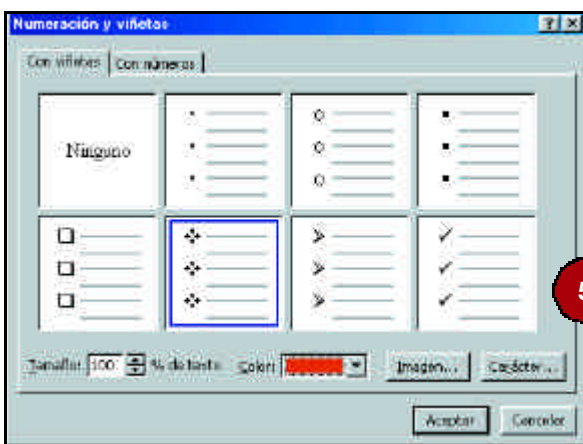 Numeración y viñetas
Con viñetas Con números
Ninguno
5
Tamaño: 100 % de texto Color: Imagen... Carácter...
Aceptar Cancelar